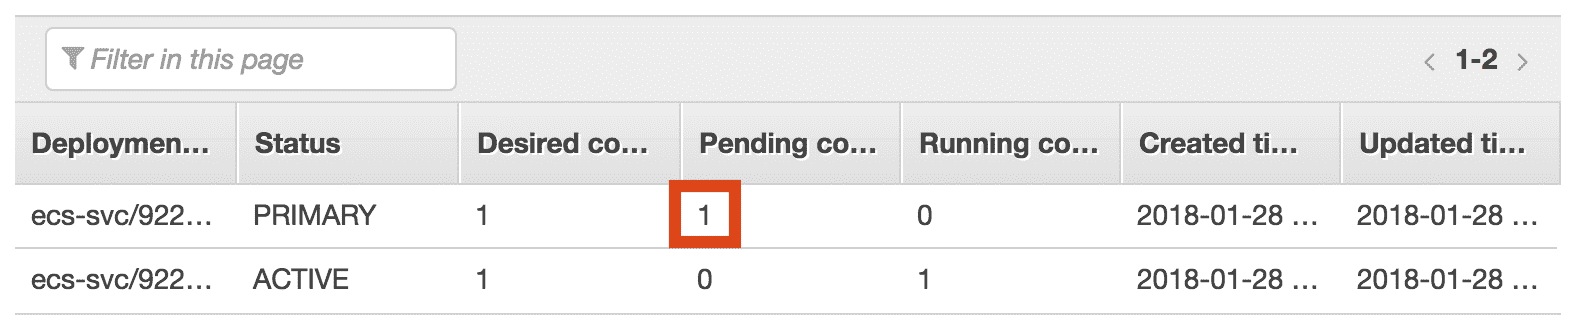 Filter in this page
< 1-2 >
Deploymen... Status Desired co... Pending co... Running co... Created ti... Updated ti...
ecs-svc/922... PRIMARY 1 1 0 2018-01-28 ... 2018-01-28 ...
ecs-svc/922... ACTIVE 1 0 1 2018-01-28 ... 2018-01-28 ...